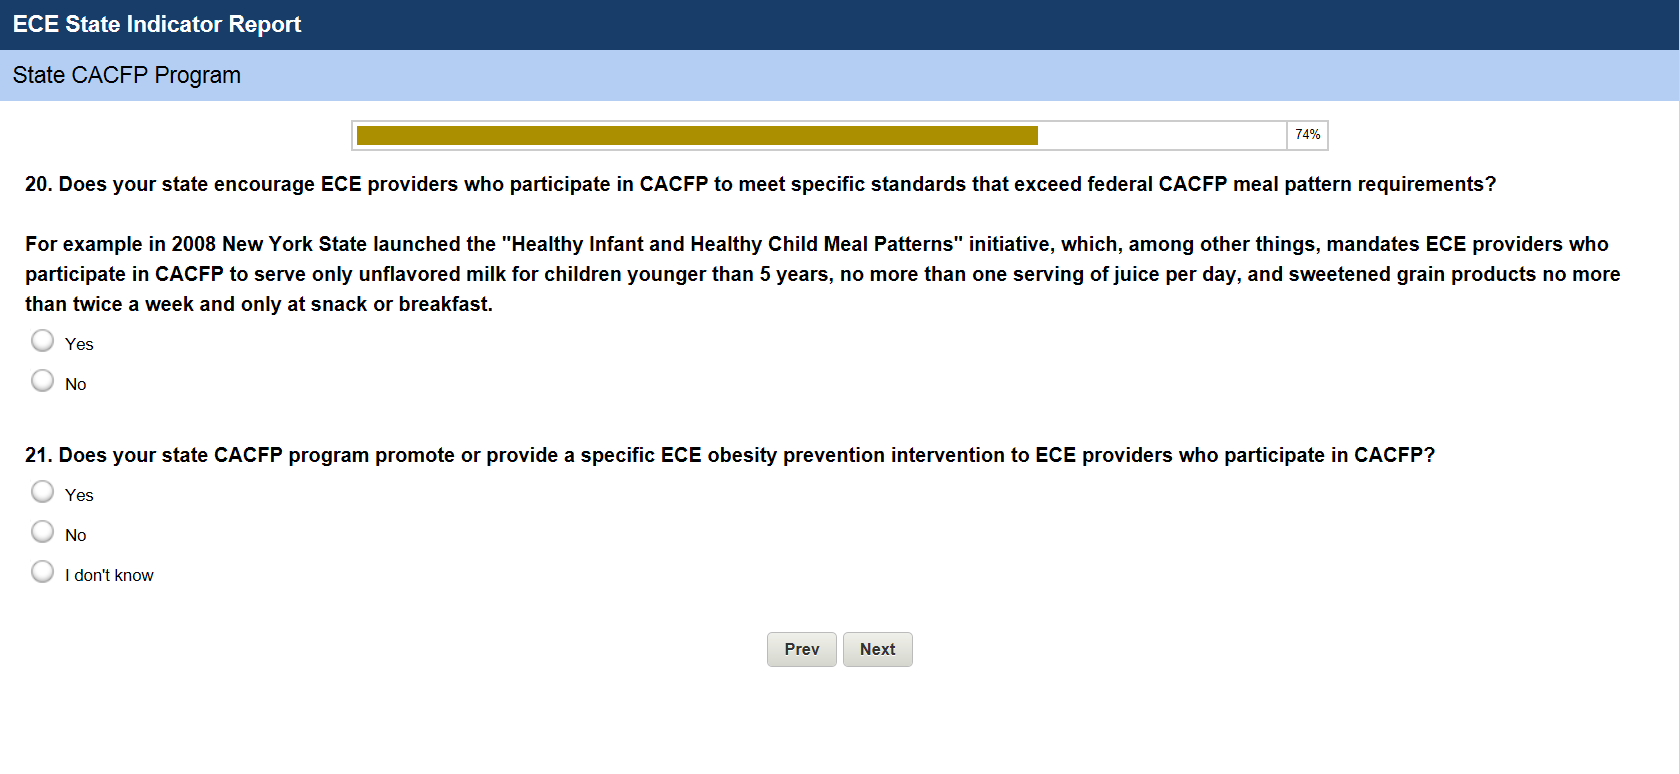 ECE State Indicator Report
State CACFP Program
74%
20. Does your state encourage ECE providers who participate in CACFP to meet specific standards that exceed federal CACFP meal pattern requirements?
For example in 2008 New York State launched the "Healthy Infant and Healthy Child Meal Patterns" initiative, which, among other things, mandates ECE providers who
participate in CACFP to serve only unflavored milk for children younger than 5 years, no more than one serving of juice per day, and sweetened grain products no more
than twice a week and only at snack or breakfast.
Yes
No
21. Does your state CACFP program promote or provide a specific ECE obesity prevention intervention to ECE providers who participate in CACFP?
Yes
No
I don't know
Prev Next